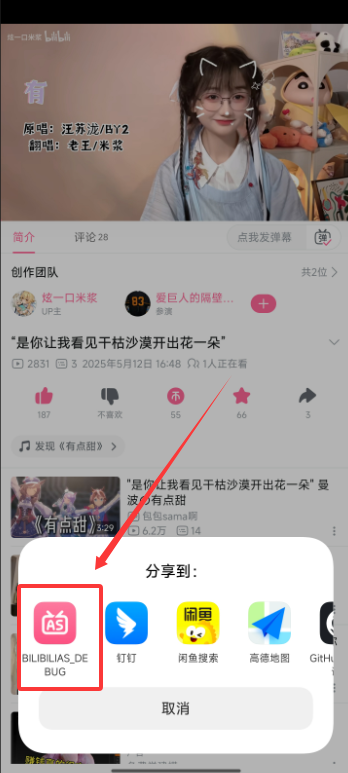 炫一口米浆 bilibili
有
原唱：汪苏泷/BY2
翻唱：老王/米浆
简介
评论 28
点我发弹幕
弹
创作团队
共2位
炫一口米浆
UP主
83
爱巨人的隔壁...
参演
“是你让我看见干枯沙漠开出花一朵”
2831
3
2025年5月12日 16:48
1人正在看
187
不喜欢
55
66
3
发现《有点甜》
《有点甜》
3:29
“是你让我看见干枯沙漠开出花一朵” 曼波の有点甜
包包sama啊
6.2万
14
分享到：
AS
BILIBILIAS_DE
BUG
钉钉
闲鱼
闲鱼搜索
高德地图
GitHu
取消